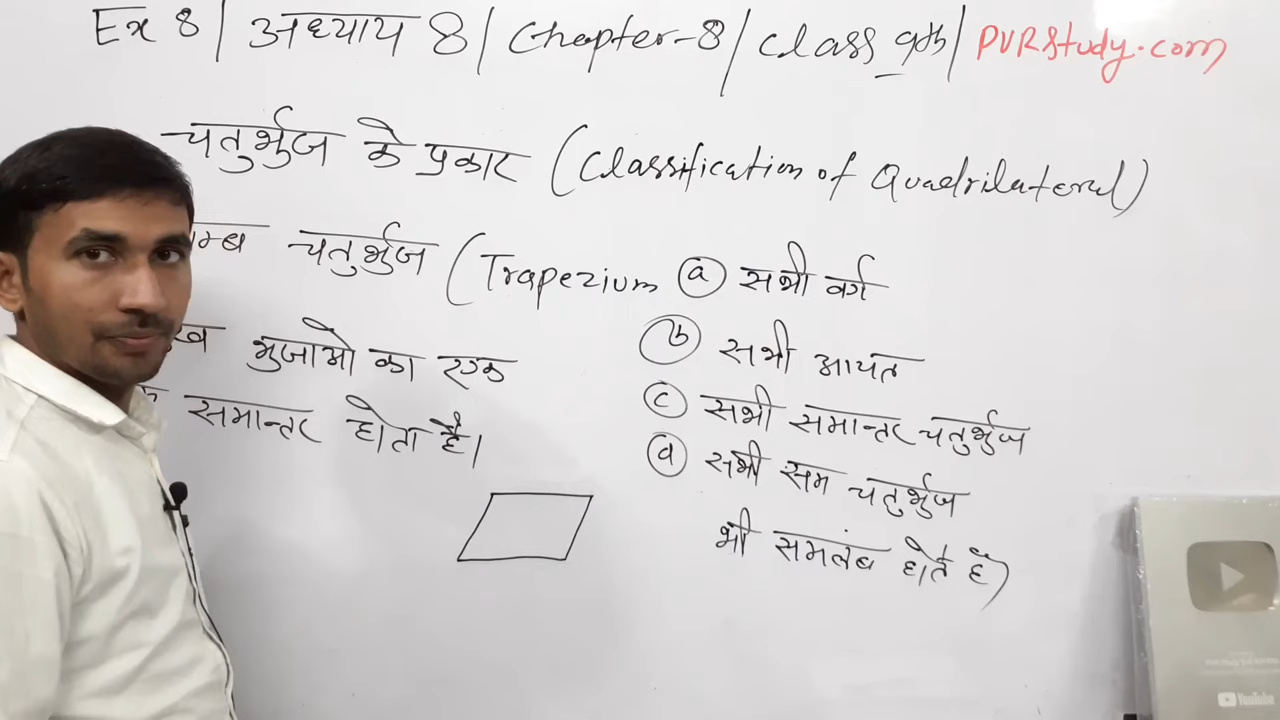 Ex 8 | अध्याय 8 | Chapter-8 | Class 9th | PVRStudy.com
चतुर्भुज के प्रकार (Classification of Quadrilateral)
म्ब चतुर्भुज (Trapezium
भुजाओ का एक
समान्तर होता है।
(a) सभी वर्ग
(b) सभी आयत
(c) सभी समान्तर चतुर्भुज
(d) सभी सम चतुर्भुज
भी समलंब होते है)
YouTube